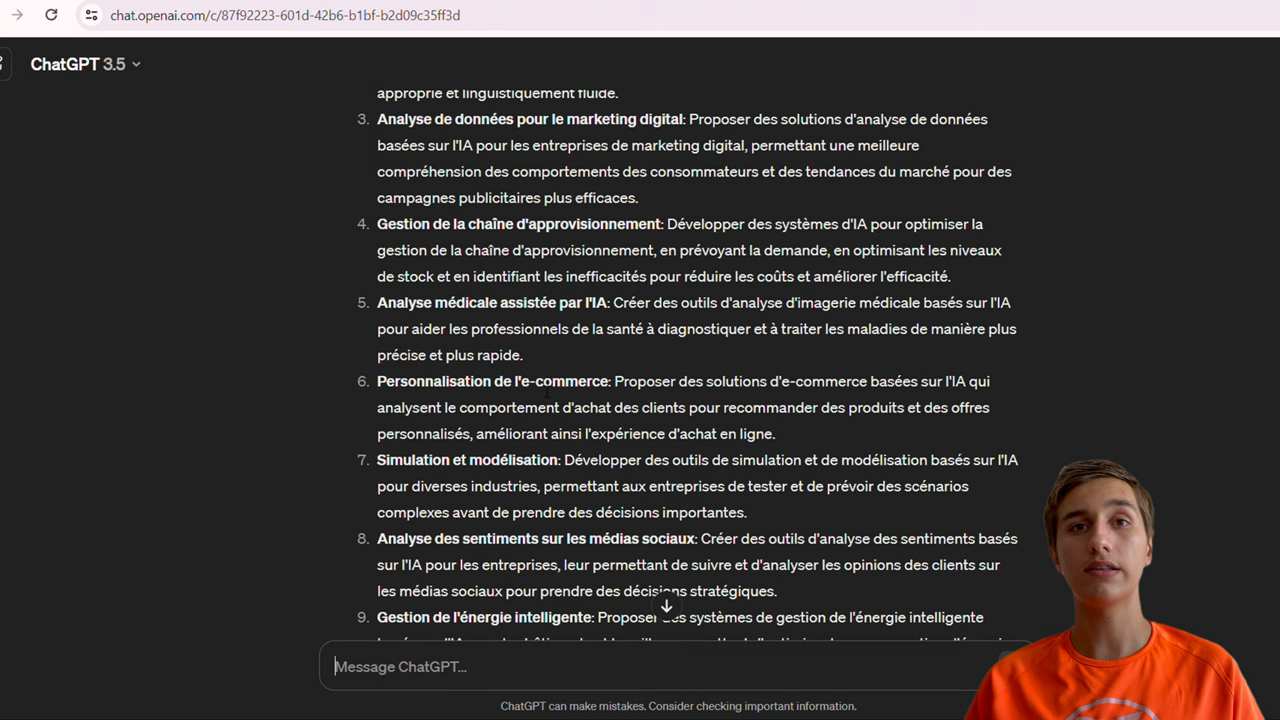 chat.openai.com/c/87f92223-601d-42b6-b1bf-b2d09c35ff3d
ChatGPT 3.5
approprié et linguistiquement fluide.
3. Analyse de données pour le marketing digital: Proposer des solutions d'analyse de données
basées sur l'IA pour les entreprises de marketing digital, permettant une meilleure
compréhension des comportements des consommateurs et des tendances du marché pour des
campagnes publicitaires plus efficaces.
4. Gestion de la chaîne d'approvisionnement: Développer des systèmes d'IA pour optimiser la
gestion de la chaîne d'approvisionnement, en prévoyant la demande, en optimisant les niveaux
de stock et en identifiant les inefficacités pour réduire les coûts et améliorer l'efficacité.
5. Analyse médicale assistée par l'IA: Créer des outils d'analyse d'imagerie médicale basés sur l'IA
pour aider les professionnels de la santé à diagnostiquer et à traiter les maladies de manière plus
précise et plus rapide.
6. Personnalisation de l'e-commerce: Proposer des solutions d'e-commerce basées sur l'IA qui
analysent le comportement d'achat des clients pour recommander des produits et des offres
personnalisés, améliorant ainsi l'expérience d'achat en ligne.
7. Simulation et modélisation: Développer des outils de simulation et de modélisation basés sur l'IA
pour diverses industries, permettant aux entreprises de tester et de prévoir des scénarios
complexes avant de prendre des décisions importantes.
8. Analyse des sentiments sur les médias sociaux: Créer des outils d'analyse des sentiments basés
sur l'IA pour les entreprises, leur permettant de suivre et d'analyser les opinions des clients sur
les médias sociaux pour prendre des décisions stratégiques.
9. Gestion de l'énergie intelligente: Proposer des systèmes de gestion de l'énergie intelligente
Message ChatGPT...
ChatGPT can make mistakes. Consider checking important information.